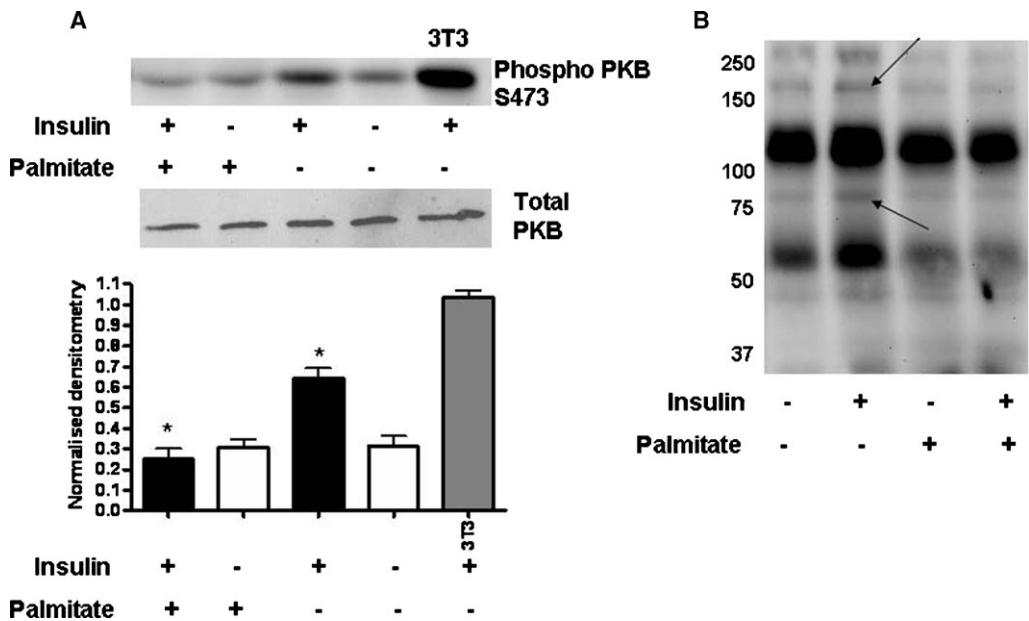 A
3T3
Phospho PKB
S473
Insulin + - + - +
Palmitate + + - - -
Total
PKB
Normalised densitometry
1.1
1.0
0.9
0.8
0.7
0.6
0.5
0.4
0.3
0.2
0.1
0.0
*
*
3T3
Insulin + - + - +
Palmitate + + - - -
B
250
150
100
75
50
37
Insulin - + - +
Palmitate - - + +